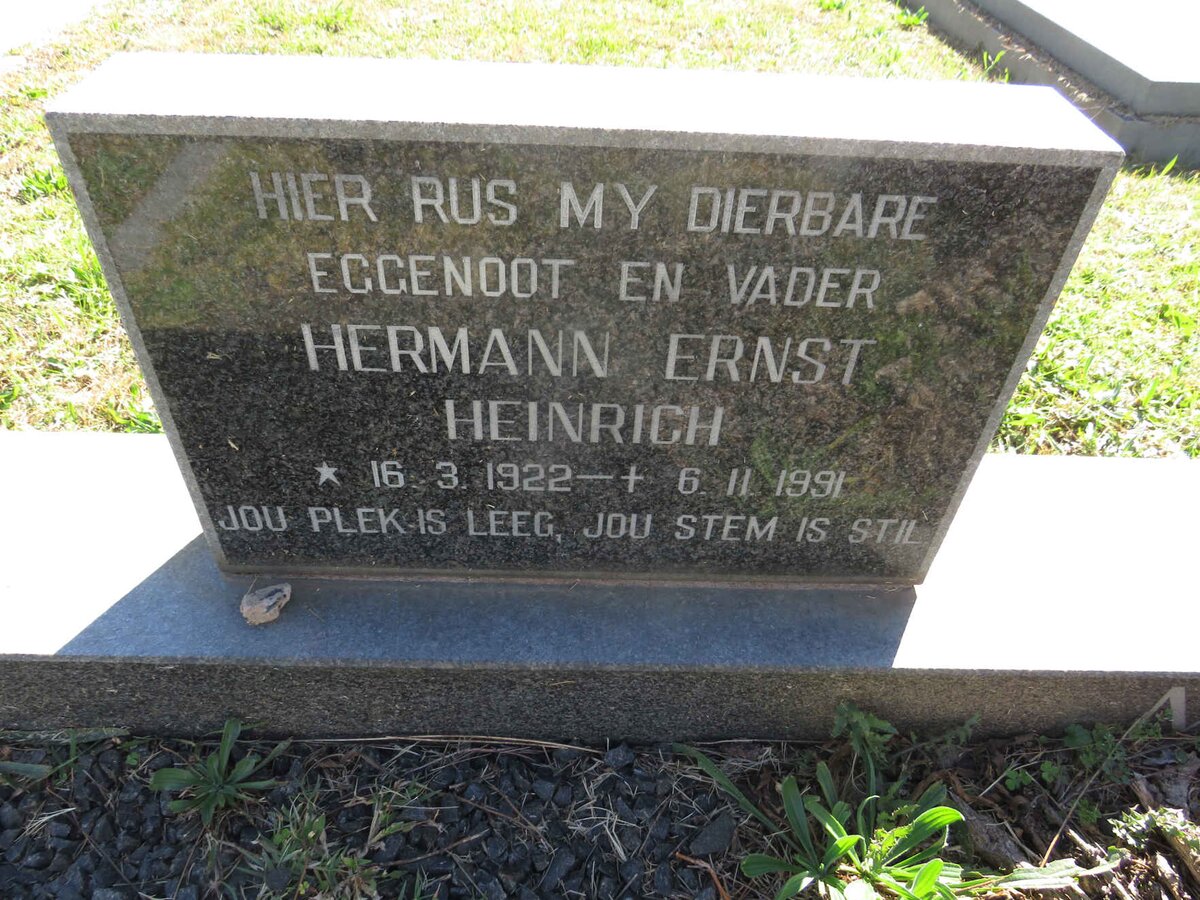 HIER RUS MY DIERBARE
EGGENOOT EN VADER
HERMANN ERNST
HEINRICH
★ 16. 3. 1922 — + 6. 11. 1991
JOU PLEK IS LEEG, JOU STEM IS STIL